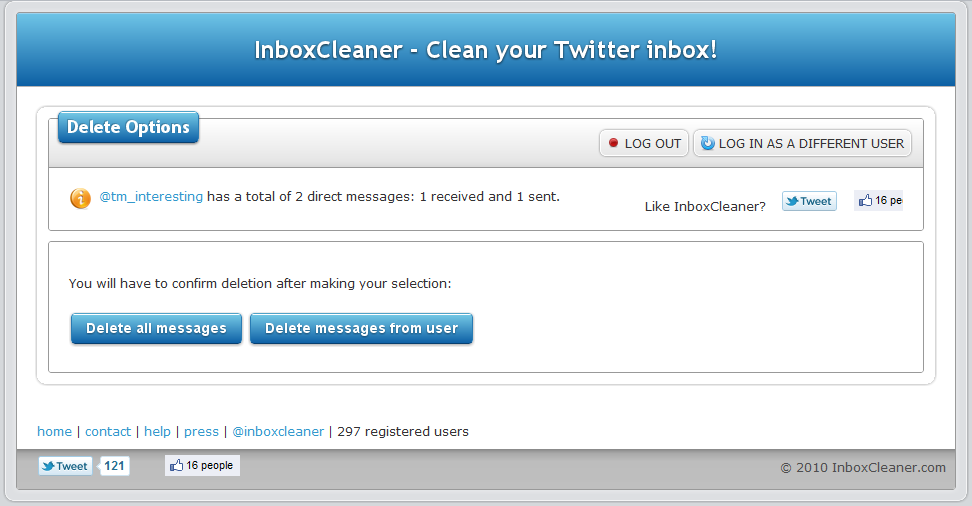 InboxCleaner - Clean your Twitter inbox!
Delete Options
LOG OUT
LOG IN AS A DIFFERENT USER
@tm_interesting has a total of 2 direct messages: 1 received and 1 sent.
Like InboxCleaner?
Tweet
16 pe
You will have to confirm deletion after making your selection:
Delete all messages
Delete messages from user
home | contact | help | press | @inboxcleaner | 297 registered users
Tweet
121
16 people
© 2010 InboxCleaner.com